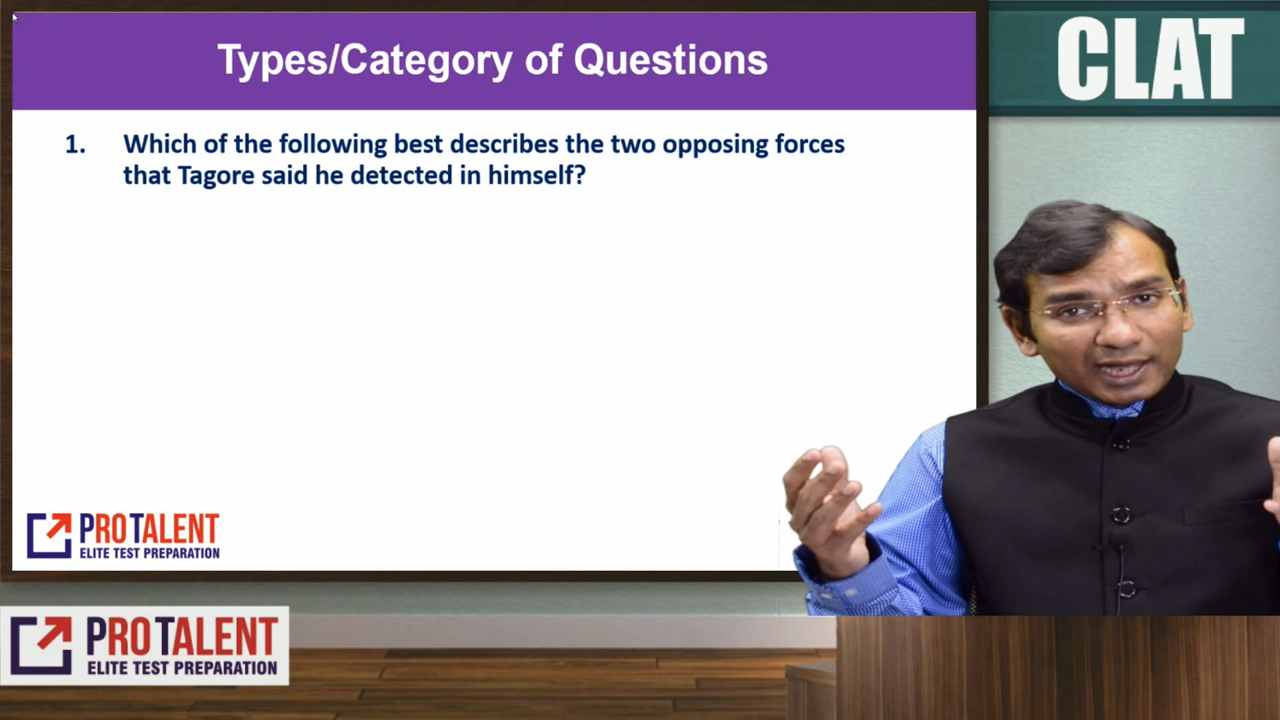 Types/Category of Questions
CLAT
1. Which of the following best describes the two opposing forces
that Tagore said he detected in himself?
PROTALENT
ELITE TEST PREPARATION
PROTALENT
ELITE TEST PREPARATION